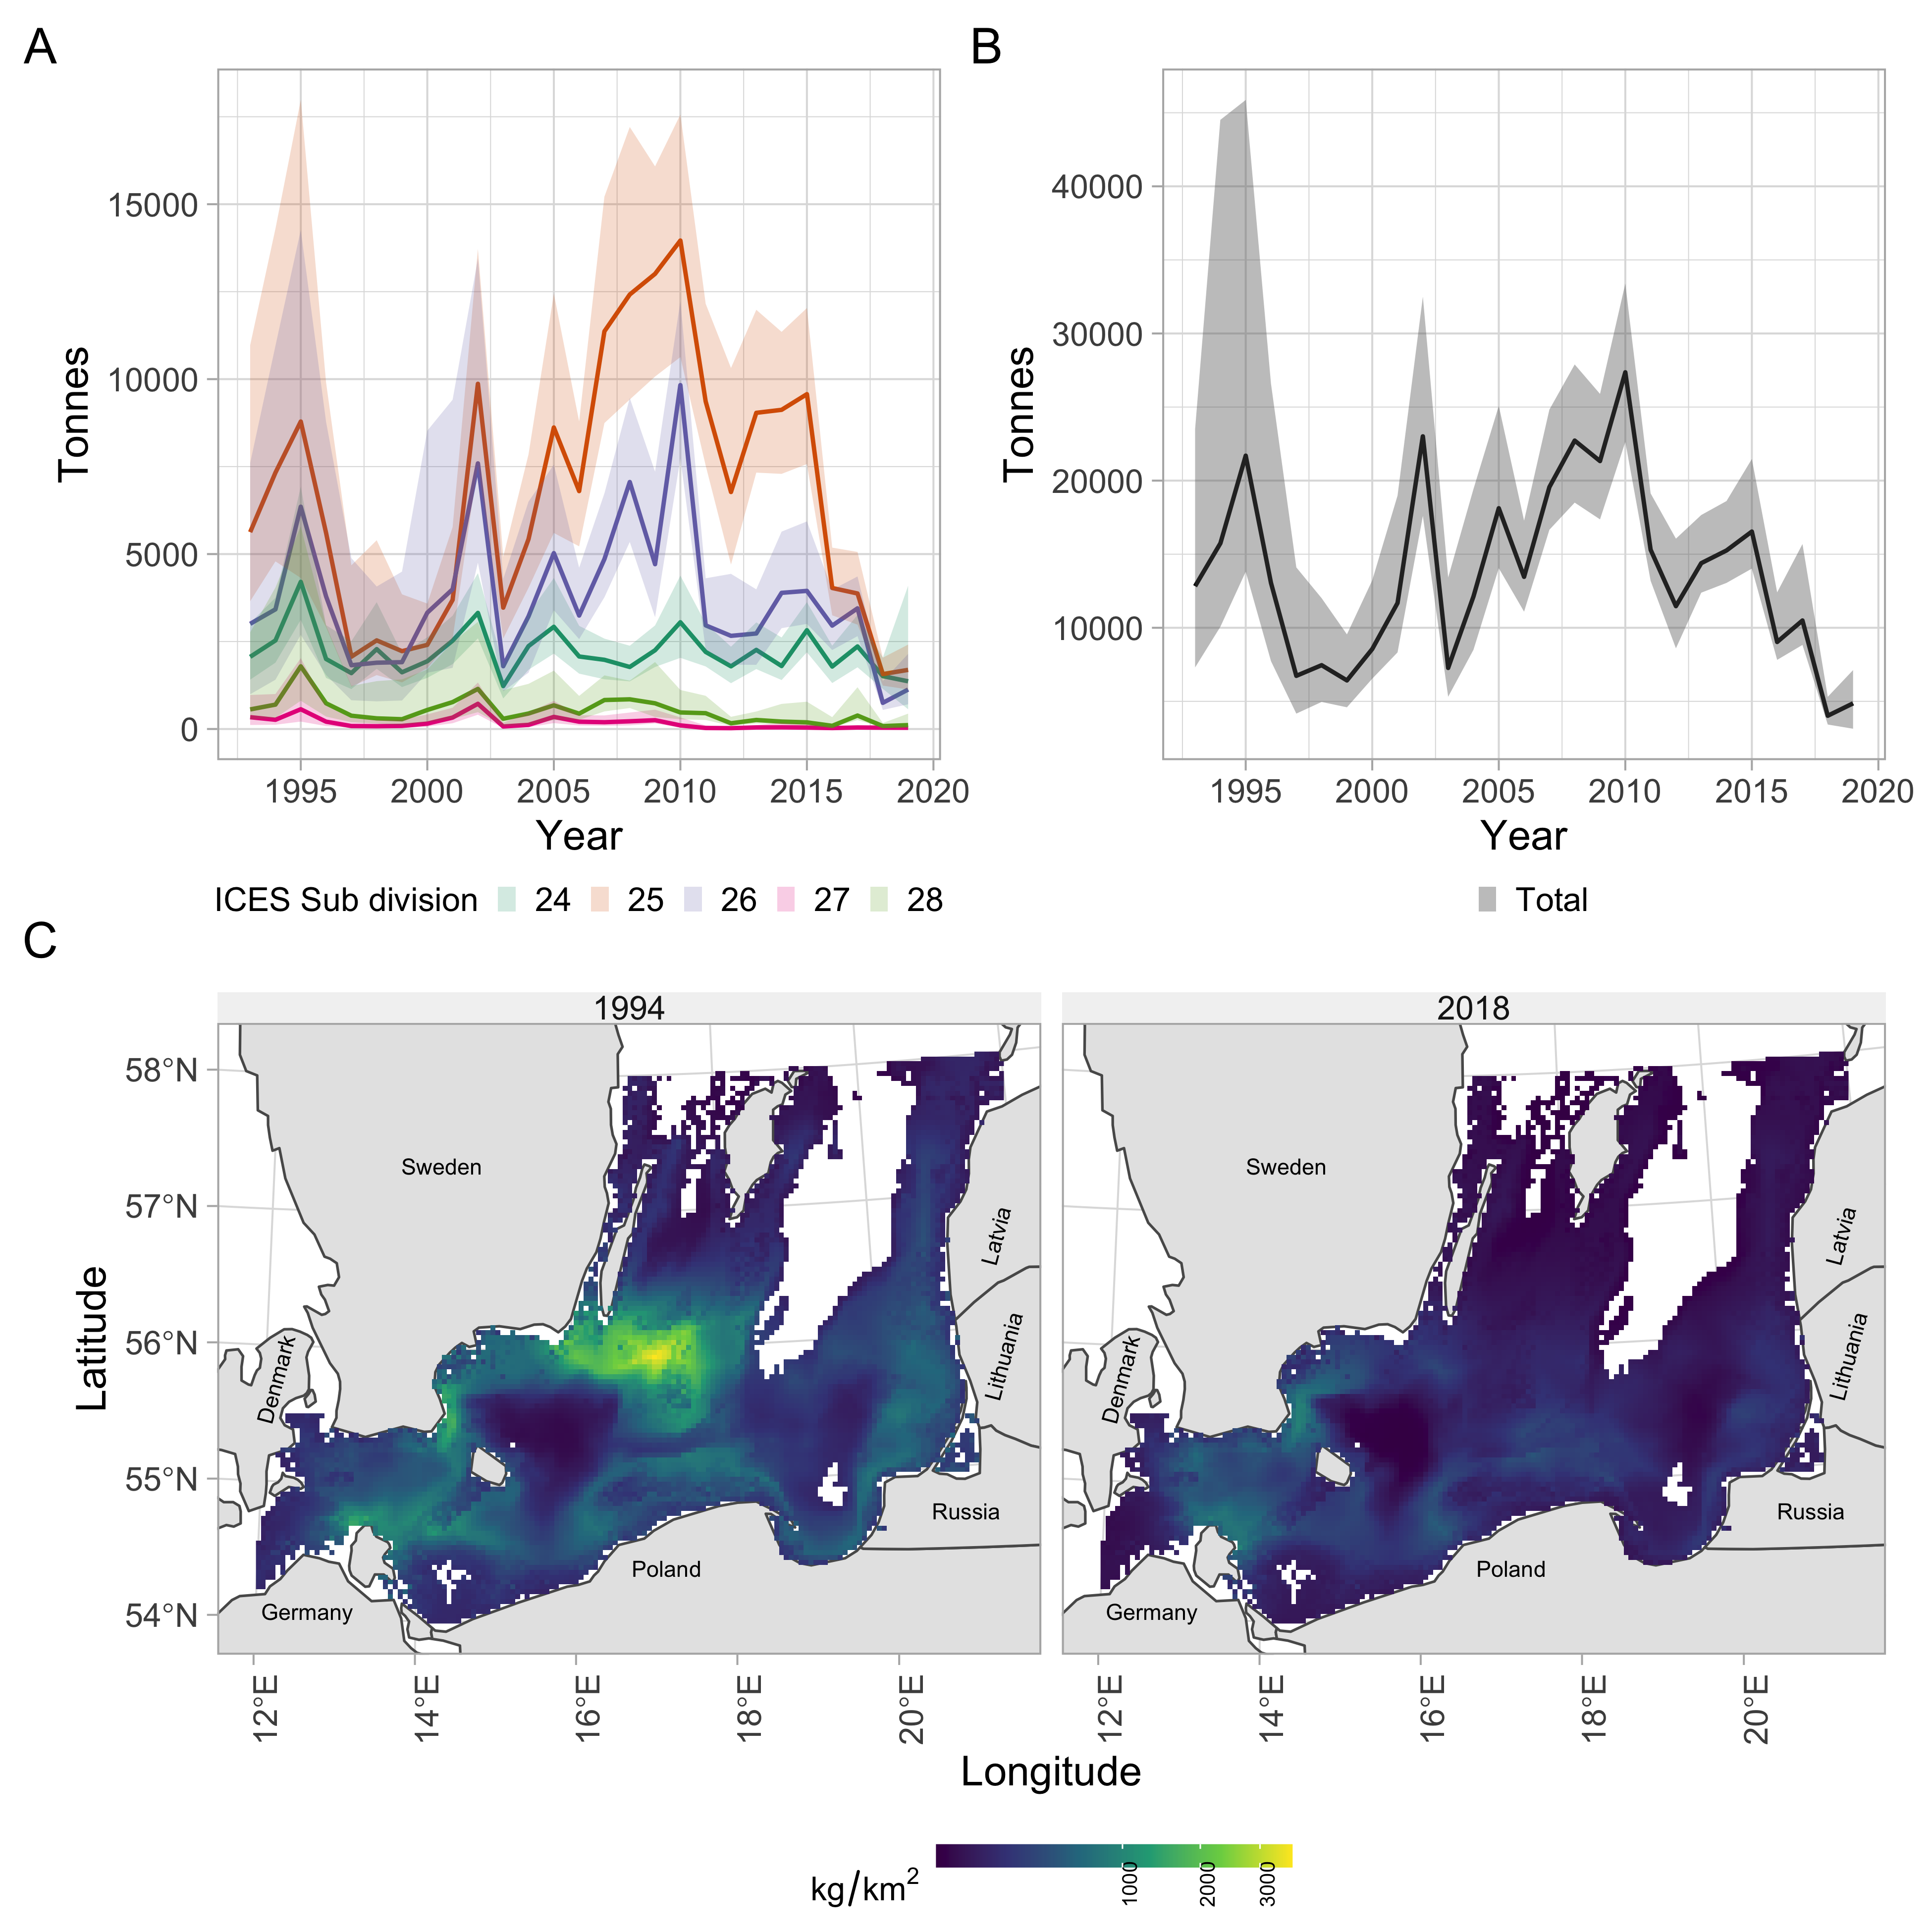 A
B
Tonnes
15000
10000
5000
0
1995 2000 2005 2010 2015 2020
Year
ICES Sub division 24 25 26 27 28
Tonnes
40000
30000
20000
10000
1995 2000 2005 2010 2015 2020
Year
Total
C
1994
2018
Latitude
58°N
57°N
56°N
55°N
54°N
Sweden
Denmark
Latvia
Lithuania
Russia
Poland
Germany
12°E 14°E 16°E 18°E 20°E
Sweden
Denmark
Latvia
Lithuania
Russia
Poland
Germany
12°E 14°E 16°E 18°E 20°E
Longitude
kg/km²
1000 2000 3000